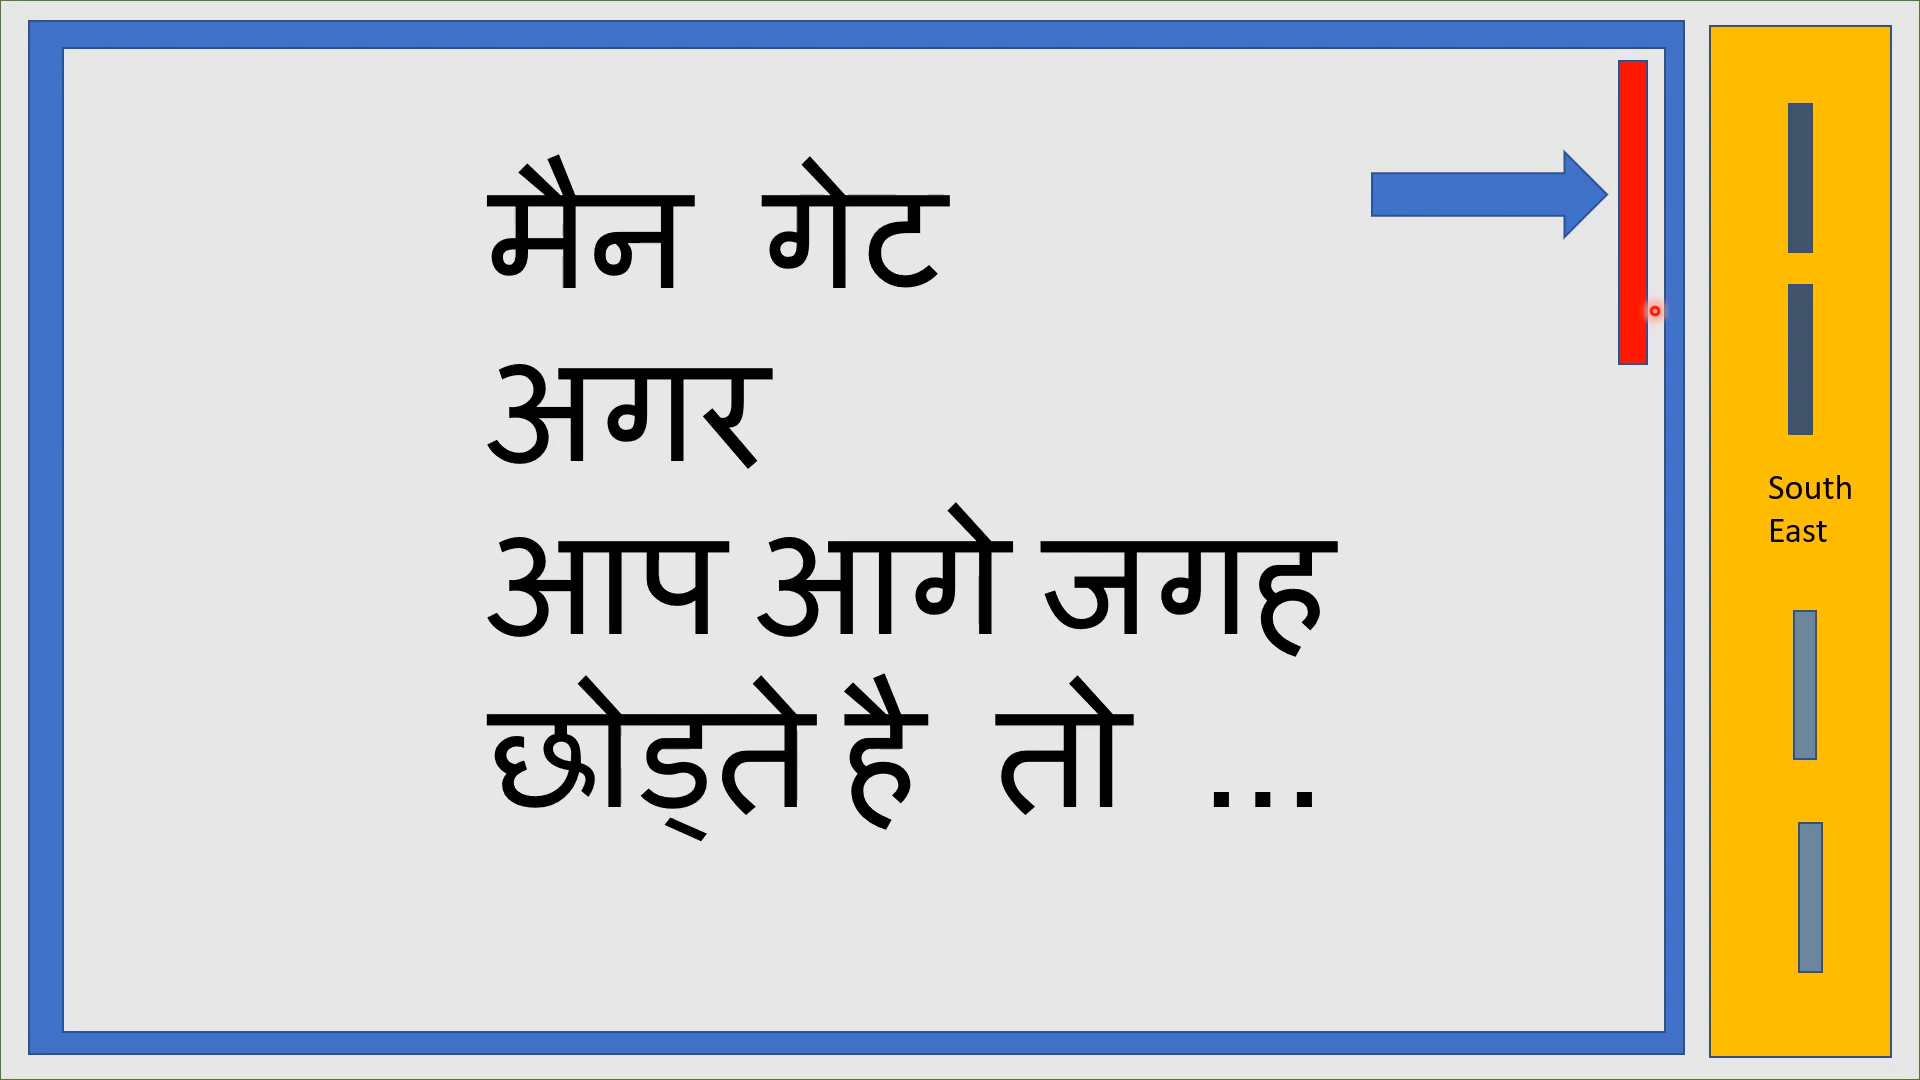 मैन  गेट
अगर
आप आगे जगह
छोड्ते है  तो  ...
South
East